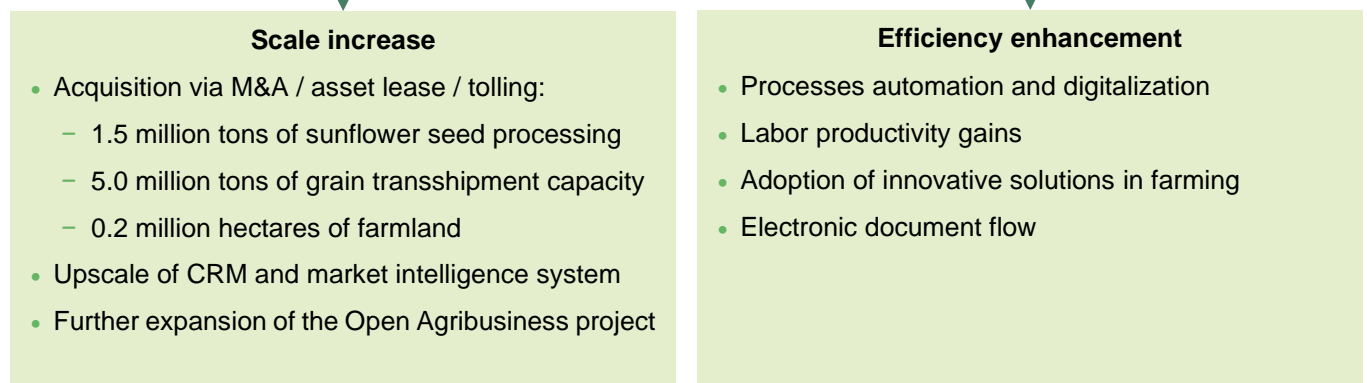 Scale increase
• Acquisition via M&A / asset lease / tolling:
− 1.5 million tons of sunflower seed processing
− 5.0 million tons of grain transshipment capacity
− 0.2 million hectares of farmland
• Upscale of CRM and market intelligence system
• Further expansion of the Open Agribusiness project
Efficiency enhancement
• Processes automation and digitalization
• Labor productivity gains
• Adoption of innovative solutions in farming
• Electronic document flow